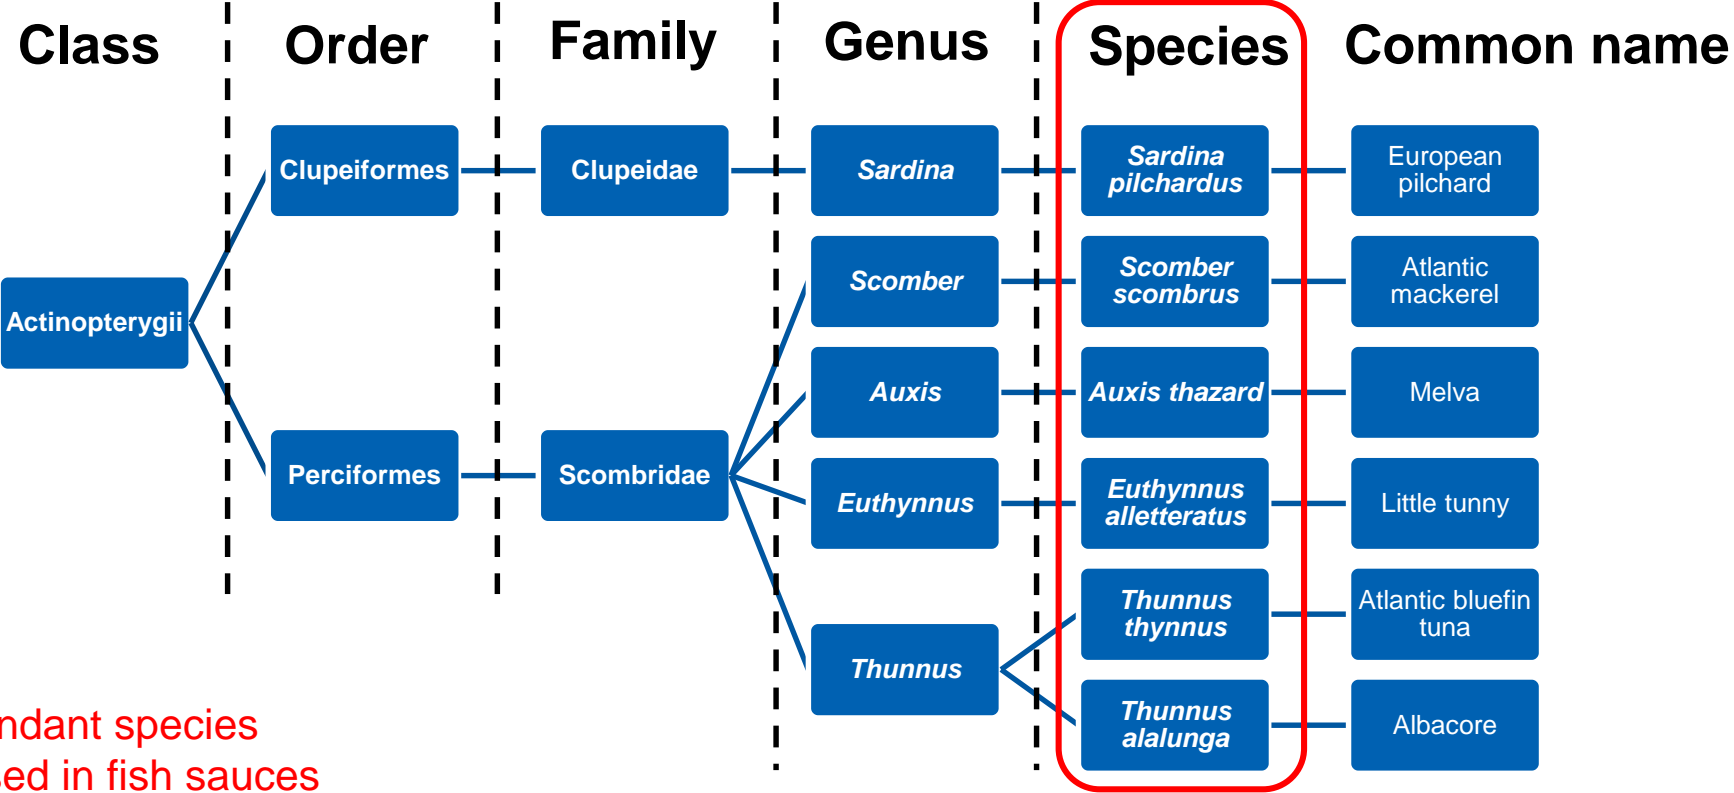 Class
Order
Family
Genus
Species
Common name
Clupeiformes
Clupeidae
Sardina
Sardina
pilchardus
European
pilchard
Scomber
Scomber
scombrus
Atlantic
mackerel
Actinopterygii
Auxis
Auxis thazard
Melva
Perciformes
Scombridae
Euthynnus
Euthynnus
alletteratus
Little tunny
Thunnus
Thunnus
thynnus
Atlantic bluefin
tuna
Thunnus
alalunga
Albacore
species
in fish sauces